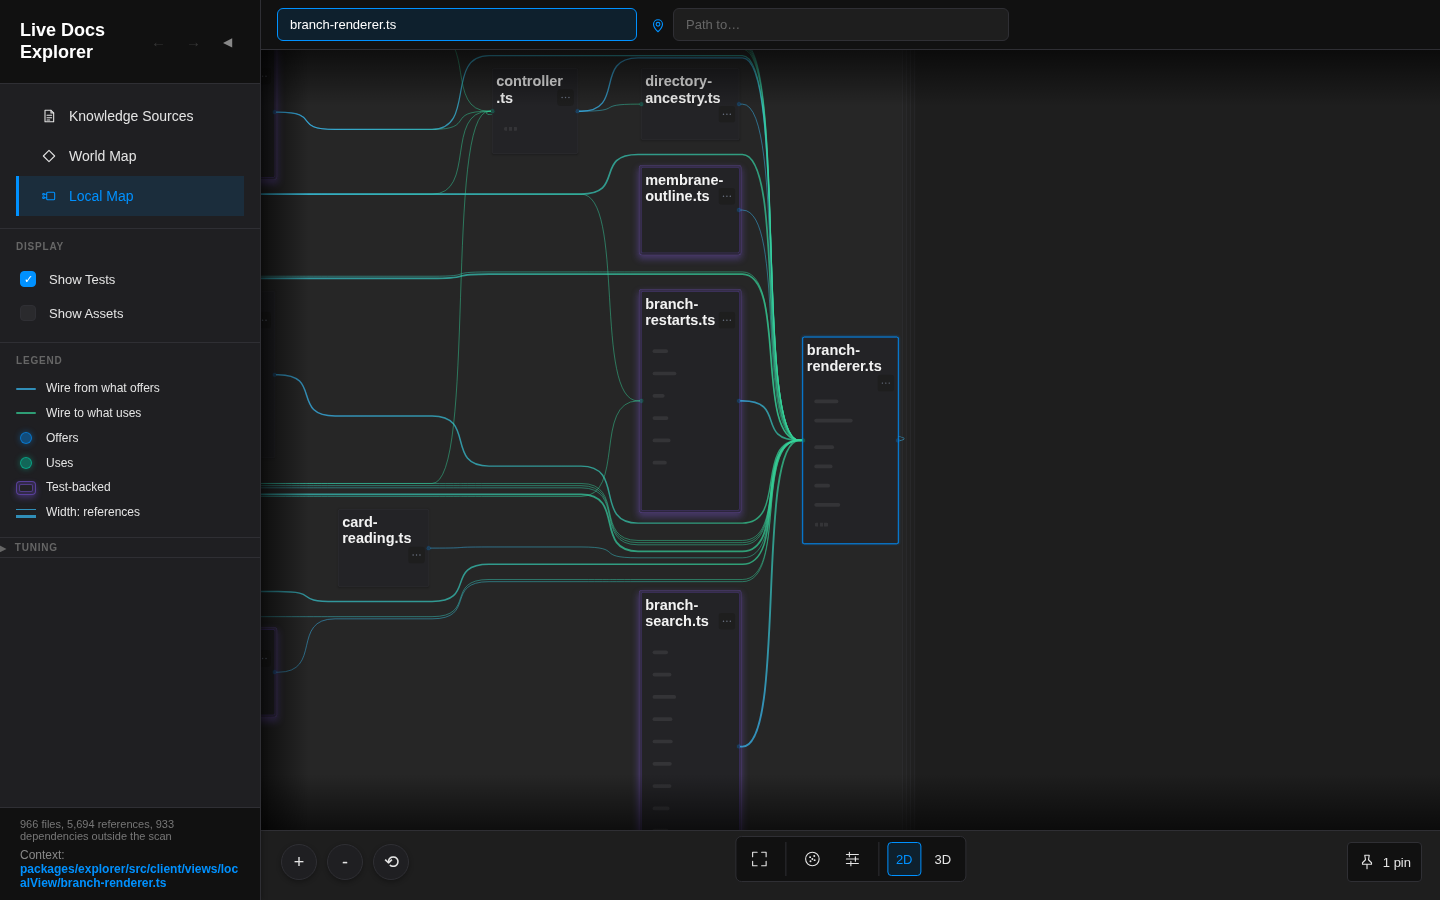 Live Docs
Explorer
← → ◀
Knowledge Sources
World Map
Local Map
DISPLAY
✓ Show Tests
Show Assets
LEGEND
Wire from what offers
Wire to what uses
Offers
Uses
Test-backed
Width: references
▶ TUNING
966 files, 5,694 references, 933
dependencies outside the scan
Context:
packages/explorer/src/client/views/loc
alView/branch-renderer.ts
branch-renderer.ts
Path to…
controller
.ts
···
directory-
ancestry.ts
···
membrane-
outline.ts ···
branch-
restarts.ts ···
branch-
renderer.ts
···
card-
reading.ts
···
branch-
search.ts ···
+ - ⟲
2D 3D
1 pin